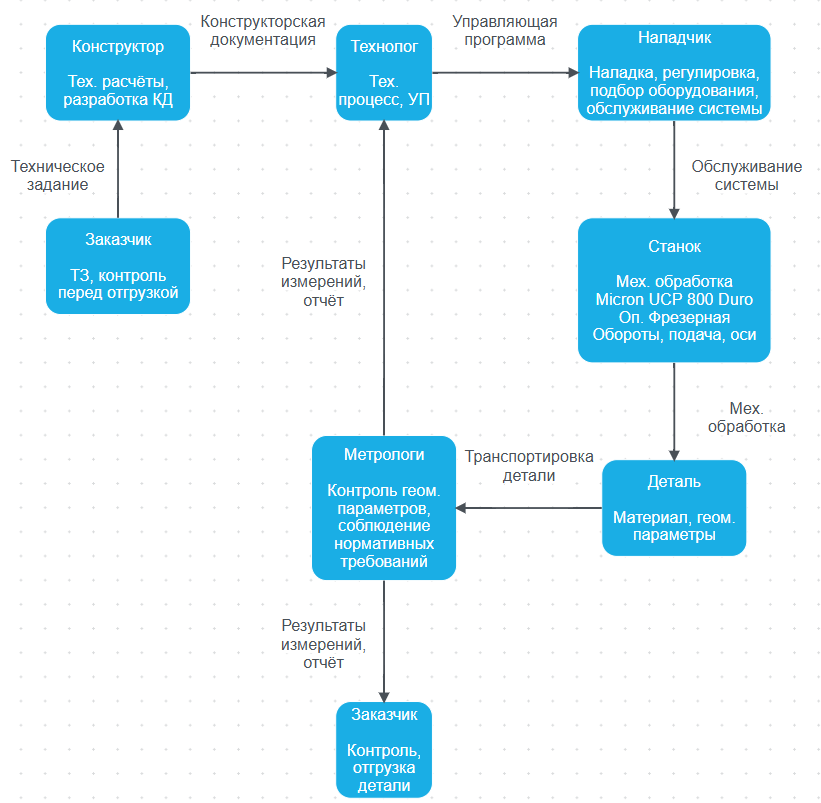 Конструктор
Тех. расчёты,
разработка КД
Конструкторская
документация
Технолог
Тех.
процесс, УП
Управляющая
программа
Наладчик
Наладка, регулировка,
подбор оборудования,
обслуживание системы
Техническое
задание
Обслуживание
системы
Заказчик
ТЗ, контроль
перед отгрузкой
Результаты
измерений,
отчёт
Станок
Мех. обработка
Micron UCP 800 Duro
Оп. Фрезерная
Обороты, подача, оси
Мех.
обработка
Метрологи
Контроль геом.
параметров,
соблюдение
нормативных
требований
Транспортировка
детали
Деталь
Материал, геом.
параметры
Результаты
измерений,
отчёт
Заказчик
Контроль,
отгрузка
детали